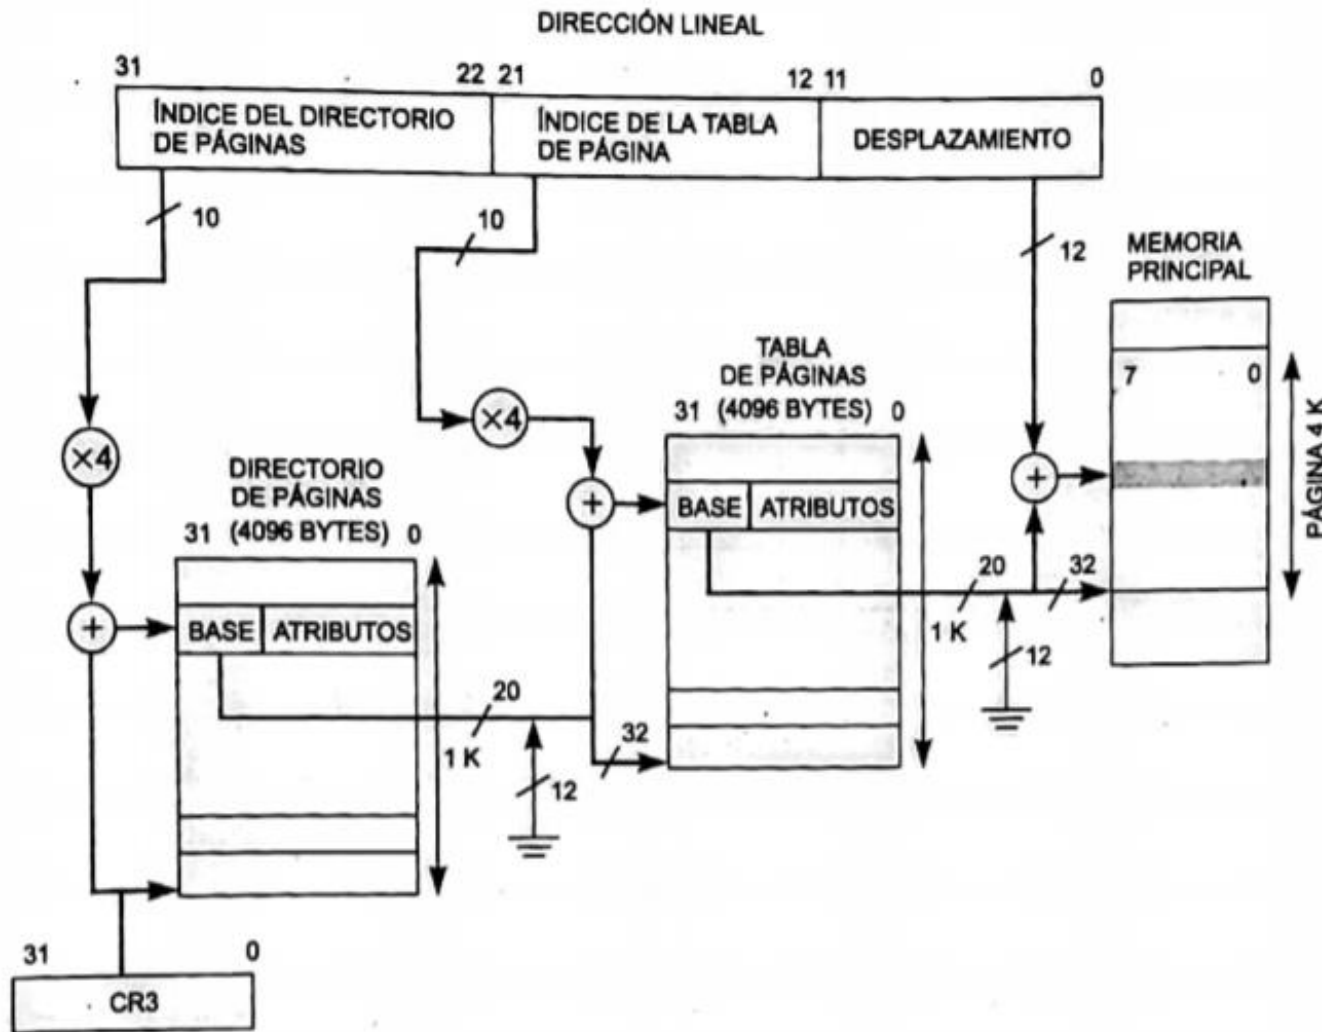 DIRECCIÓN LINEAL
31 22 21 12 11 0
ÍNDICE DEL DIRECTORIO
DE PÁGINAS
ÍNDICE DE LA TABLA
DE PÁGINA
DESPLAZAMIENTO
10
10
12
MEMORIA
PRINCIPAL
7 0
PÁGINA 4 K
TABLA
DE PÁGINAS
31 (4096 BYTES) 0
×4
×4
+
+
BASE ATRIBUTOS
DIRECTORIO
DE PÁGINAS
31 (4096 BYTES) 0
+
BASE ATRIBUTOS
20
32
1 K
12
20
32
1 K
12
31 0
CR3